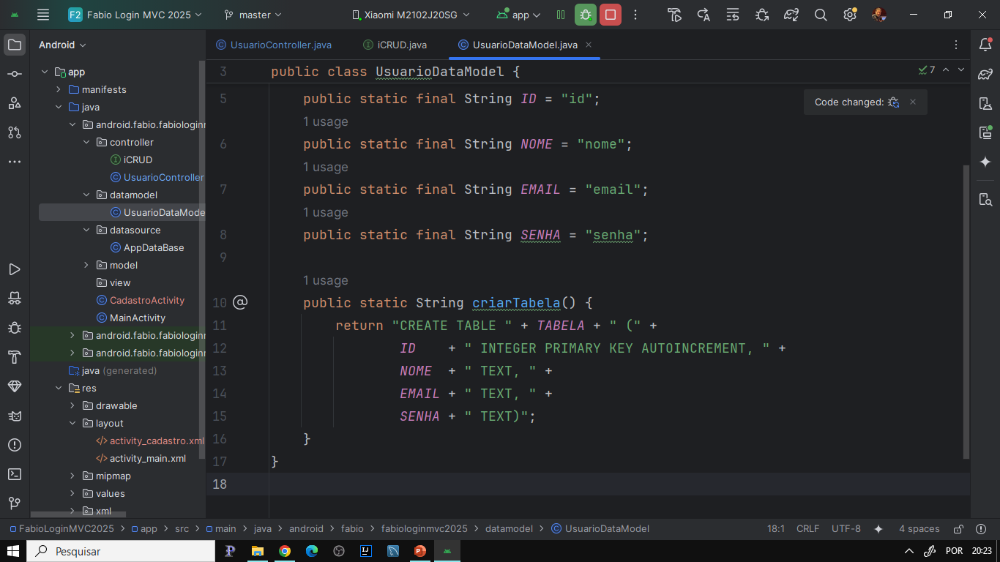 F2 Fabio Login MVC 2025 master Xiaomi M2102J20SG app
Android
UsuarioController.java iCRUD.java UsuarioDataModel.java
app
manifests
java
android.fabio.fabiologinn
controller
iCRUD
UsuarioController
datamodel
UsuarioDataMode
datasource
AppDataBase
model
view
CadastroActivity
MainActivity
android.fabio.fabiologinn
android.fabio.fabiologinn
java (generated)
res
drawable
layout
activity_cadastro.xml
activity_main.xml
mipmap
values
xml
3 public class UsuarioDataModel {
7
Code changed:
5 public static final String ID = "id";
1 usage
6 public static final String NOME = "nome";
1 usage
7 public static final String EMAIL = "email";
1 usage
8 public static final String SENHA = "senha";
9
1 usage
10 @ public static String criarTabela() {
11 return "CREATE TABLE " + TABELA + " (" +
12 ID + " INTEGER PRIMARY KEY AUTOINCREMENT, " +
13 NOME + " TEXT, " +
14 EMAIL + " TEXT, " +
15 SENHA + " TEXT)";
16 }
17 }
18
FabioLoginMVC2025 app src main java android fabio fabiologinmvc2025 datamodel UsuarioDataModel 18:1 CRLF UTF-8 4 spaces
Pesquisar POR 20:23